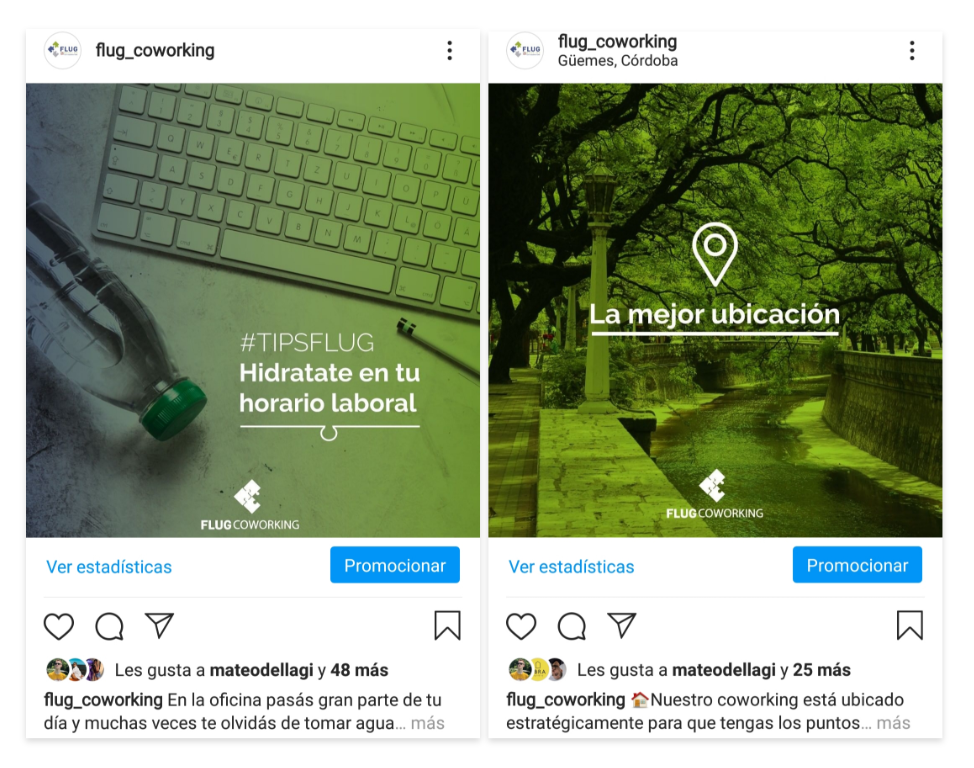 FLUG
flug_coworking
#TIPSFLUG
Hidratate en tu
horario laboral
FLUGCOWORKING
Ver estadísticas
Promocionar
Les gusta a mateodellagi y 48 más
flug_coworking En la oficina pasás gran parte de tu
día y muchas veces te olvidás de tomar agua... más
FLUG
flug_coworking
Güemes, Córdoba
La mejor ubicación
FLUGCOWORKING
Ver estadísticas
Promocionar
Les gusta a mateodellagi y 25 más
flug_coworking 🏠Nuestro coworking está ubicado
estratégicamente para que tengas los puntos... más